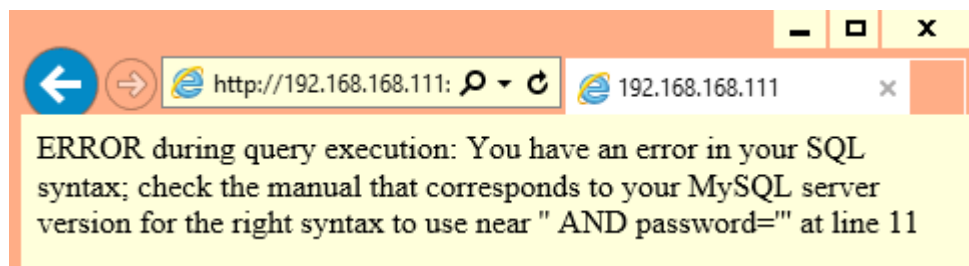 http://192.168.168.111:
192.168.168.111
ERROR during query execution: You have an error in your SQL
syntax; check the manual that corresponds to your MySQL server
version for the right syntax to use near '' AND password=''' at line 11